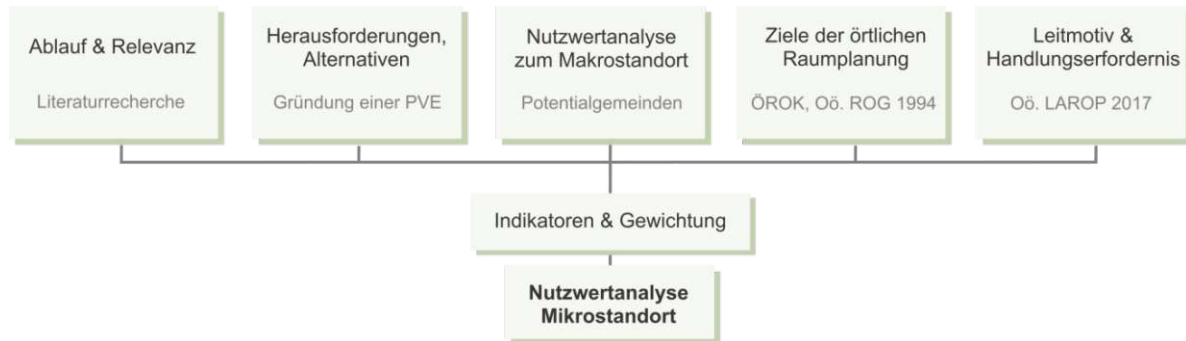 Ablauf & Relevanz
Literaturrecherche
Herausforderungen,
Alternativen
Gründung einer PVE
Nutzwertanalyse
zum Makrostandort
Potentialgemeinden
Ziele der örtlichen
Raumplanung
ÖROK, Oö. ROG 1994
Leitmotiv &
Handlungserfordernis
Oö. LAROP 2017
Indikatoren & Gewichtung
Nutzwertanalyse
Mikrostandort